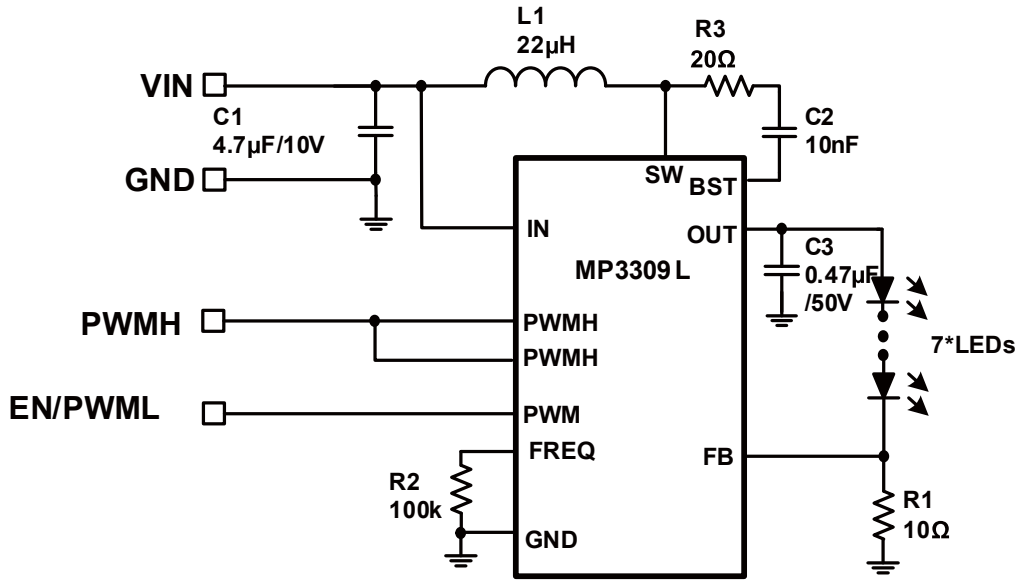 L1
22µH
R3
20Ω
VIN
C1
4.7µF/10V
C2
10nF
GND
SW
BST
IN
OUT
MP3309L
C3
0.47µF
/50V
PWMH
PWMH
PWMH
7*LEDs
EN/PWML
PWM
FREQ
FB
R2
100k
R1
10Ω
GND